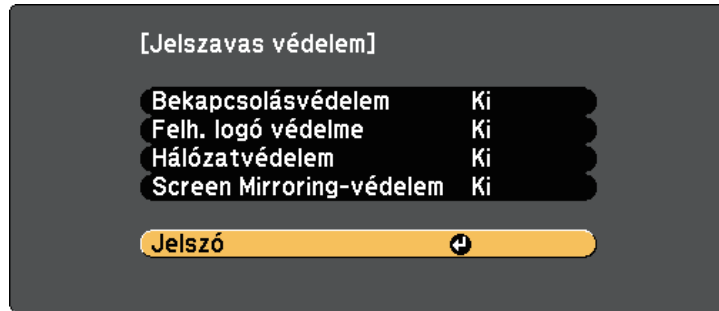 [Jelszavas védelem]
Bekapcsolásvédelem Ki
Felh. logó védelme Ki
Hálózatvédelem Ki
Screen Mirroring-védelem Ki
Jelszó